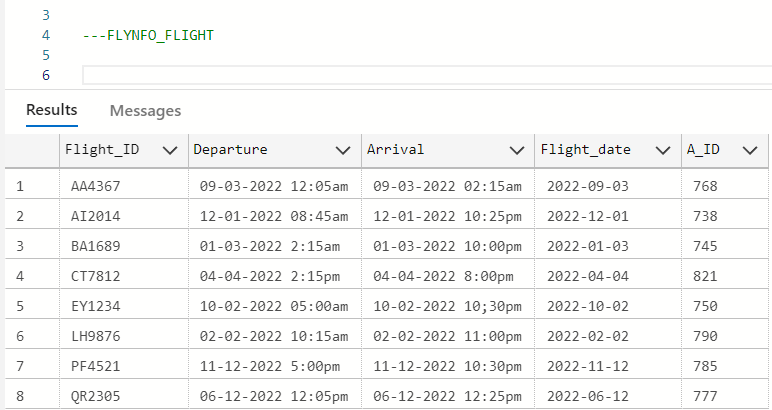 3
4 ---FLYNFO_FLIGHT
5
6
Results Messages
Flight_ID Departure Arrival Flight_date A_ID
1 AA4367 09-03-2022 12:05am 09-03-2022 02:15am 2022-09-03 768
2 AI2014 12-01-2022 08:45am 12-01-2022 10:25pm 2022-12-01 738
3 BA1689 01-03-2022 2:15am 01-03-2022 10:00pm 2022-01-03 745
4 CT7812 04-04-2022 2:15pm 04-04-2022 8:00pm 2022-04-04 821
5 EY1234 10-02-2022 05:00am 10-02-2022 10;30pm 2022-10-02 750
6 LH9876 02-02-2022 10:15am 02-02-2022 11:00pm 2022-02-02 790
7 PF4521 11-12-2022 5:00pm 11-12-2022 10:30pm 2022-11-12 785
8 QR2305 06-12-2022 12:05pm 06-12-2022 12:25pm 2022-06-12 777